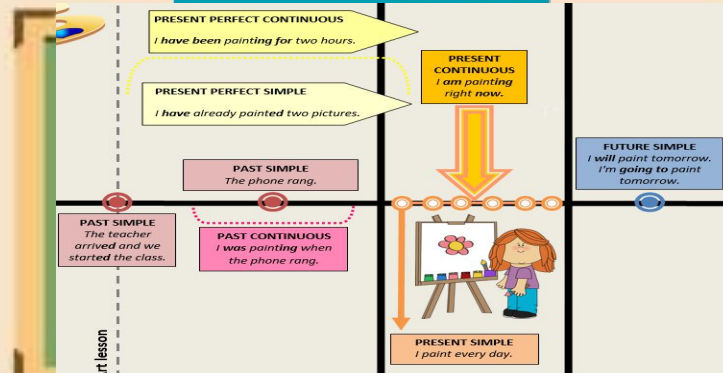 PRESENT PERFECT CONTINUOUS
I have been painting for two hours.
PRESENT PERFECT SIMPLE
I have already painted two pictures.
PRESENT
CONTINUOUS
I am painting
right now.
PAST SIMPLE
The phone rang.
FUTURE SIMPLE
I will paint tomorrow.
I'm going to paint
tomorrow.
PAST SIMPLE
The teacher
arrived and we
started the class.
PAST CONTINUOUS
I was painting when
the phone rang.
PRESENT SIMPLE
I paint every day.
lesson